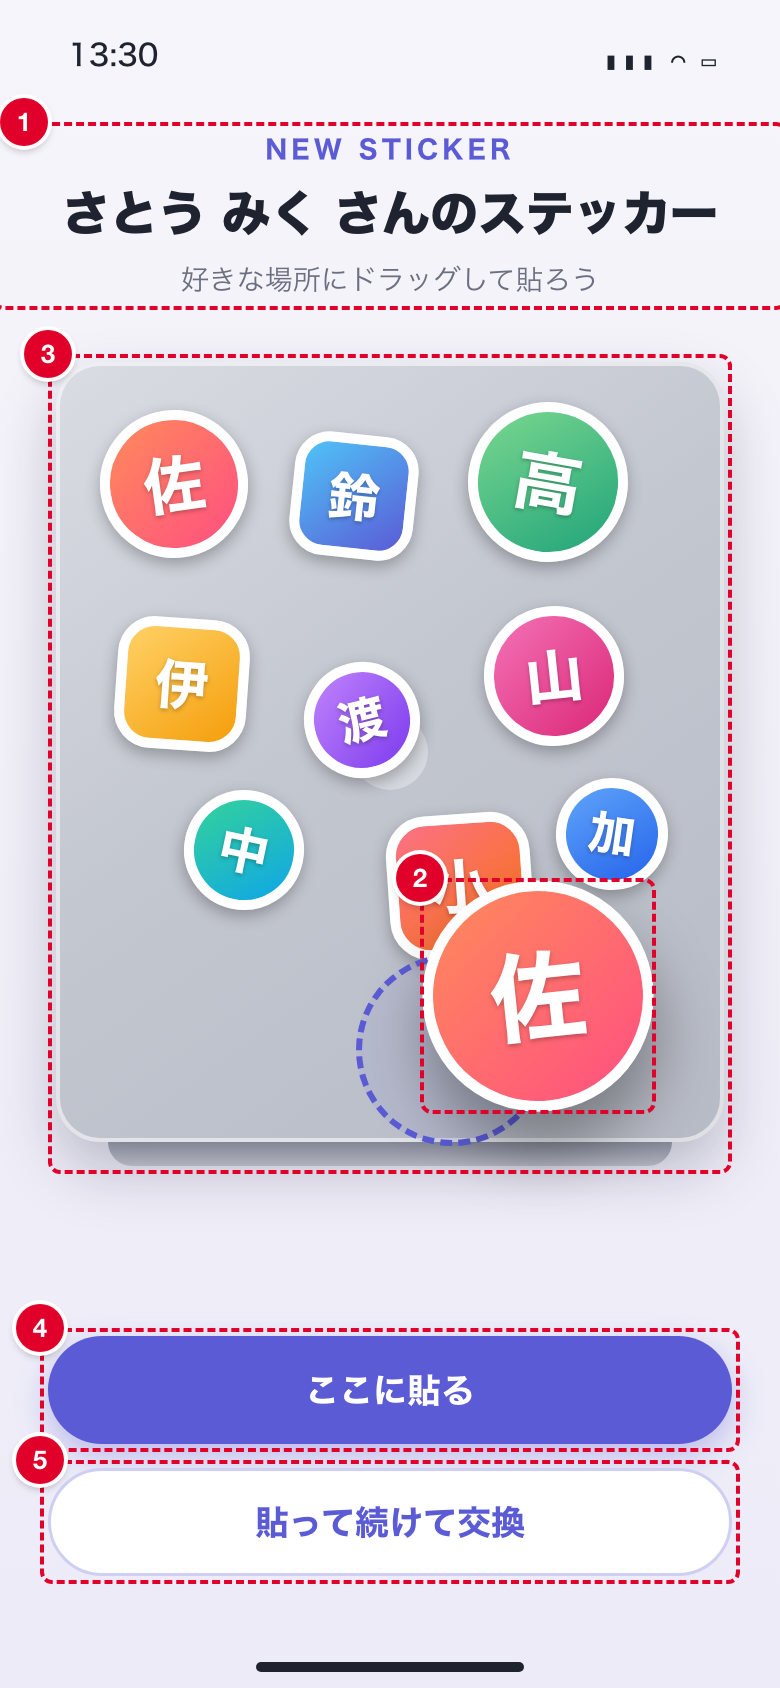 13:30
1
NEW STICKER
さとう みく さんのステッカー
好きな場所にドラッグして貼ろう
3
佐
鈴
高
伊
渡
山
中
小
加
2
佐
4
ここに貼る
5
貼って続けて交換